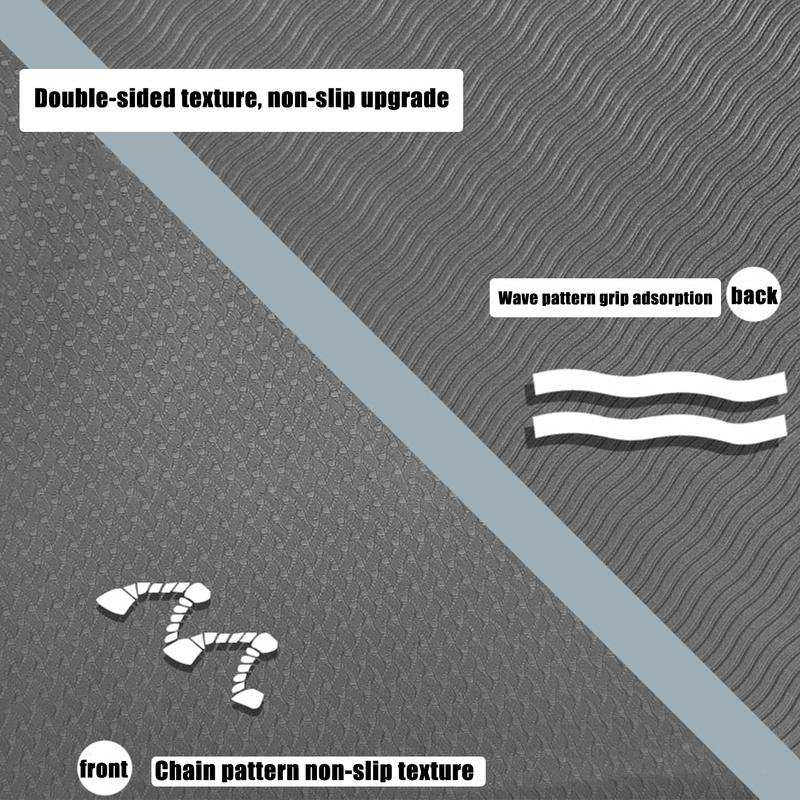 Double-sided texture, non-slip upgrade
Wave pattern grip adsorption
back
front
Chain pattern non-slip texture